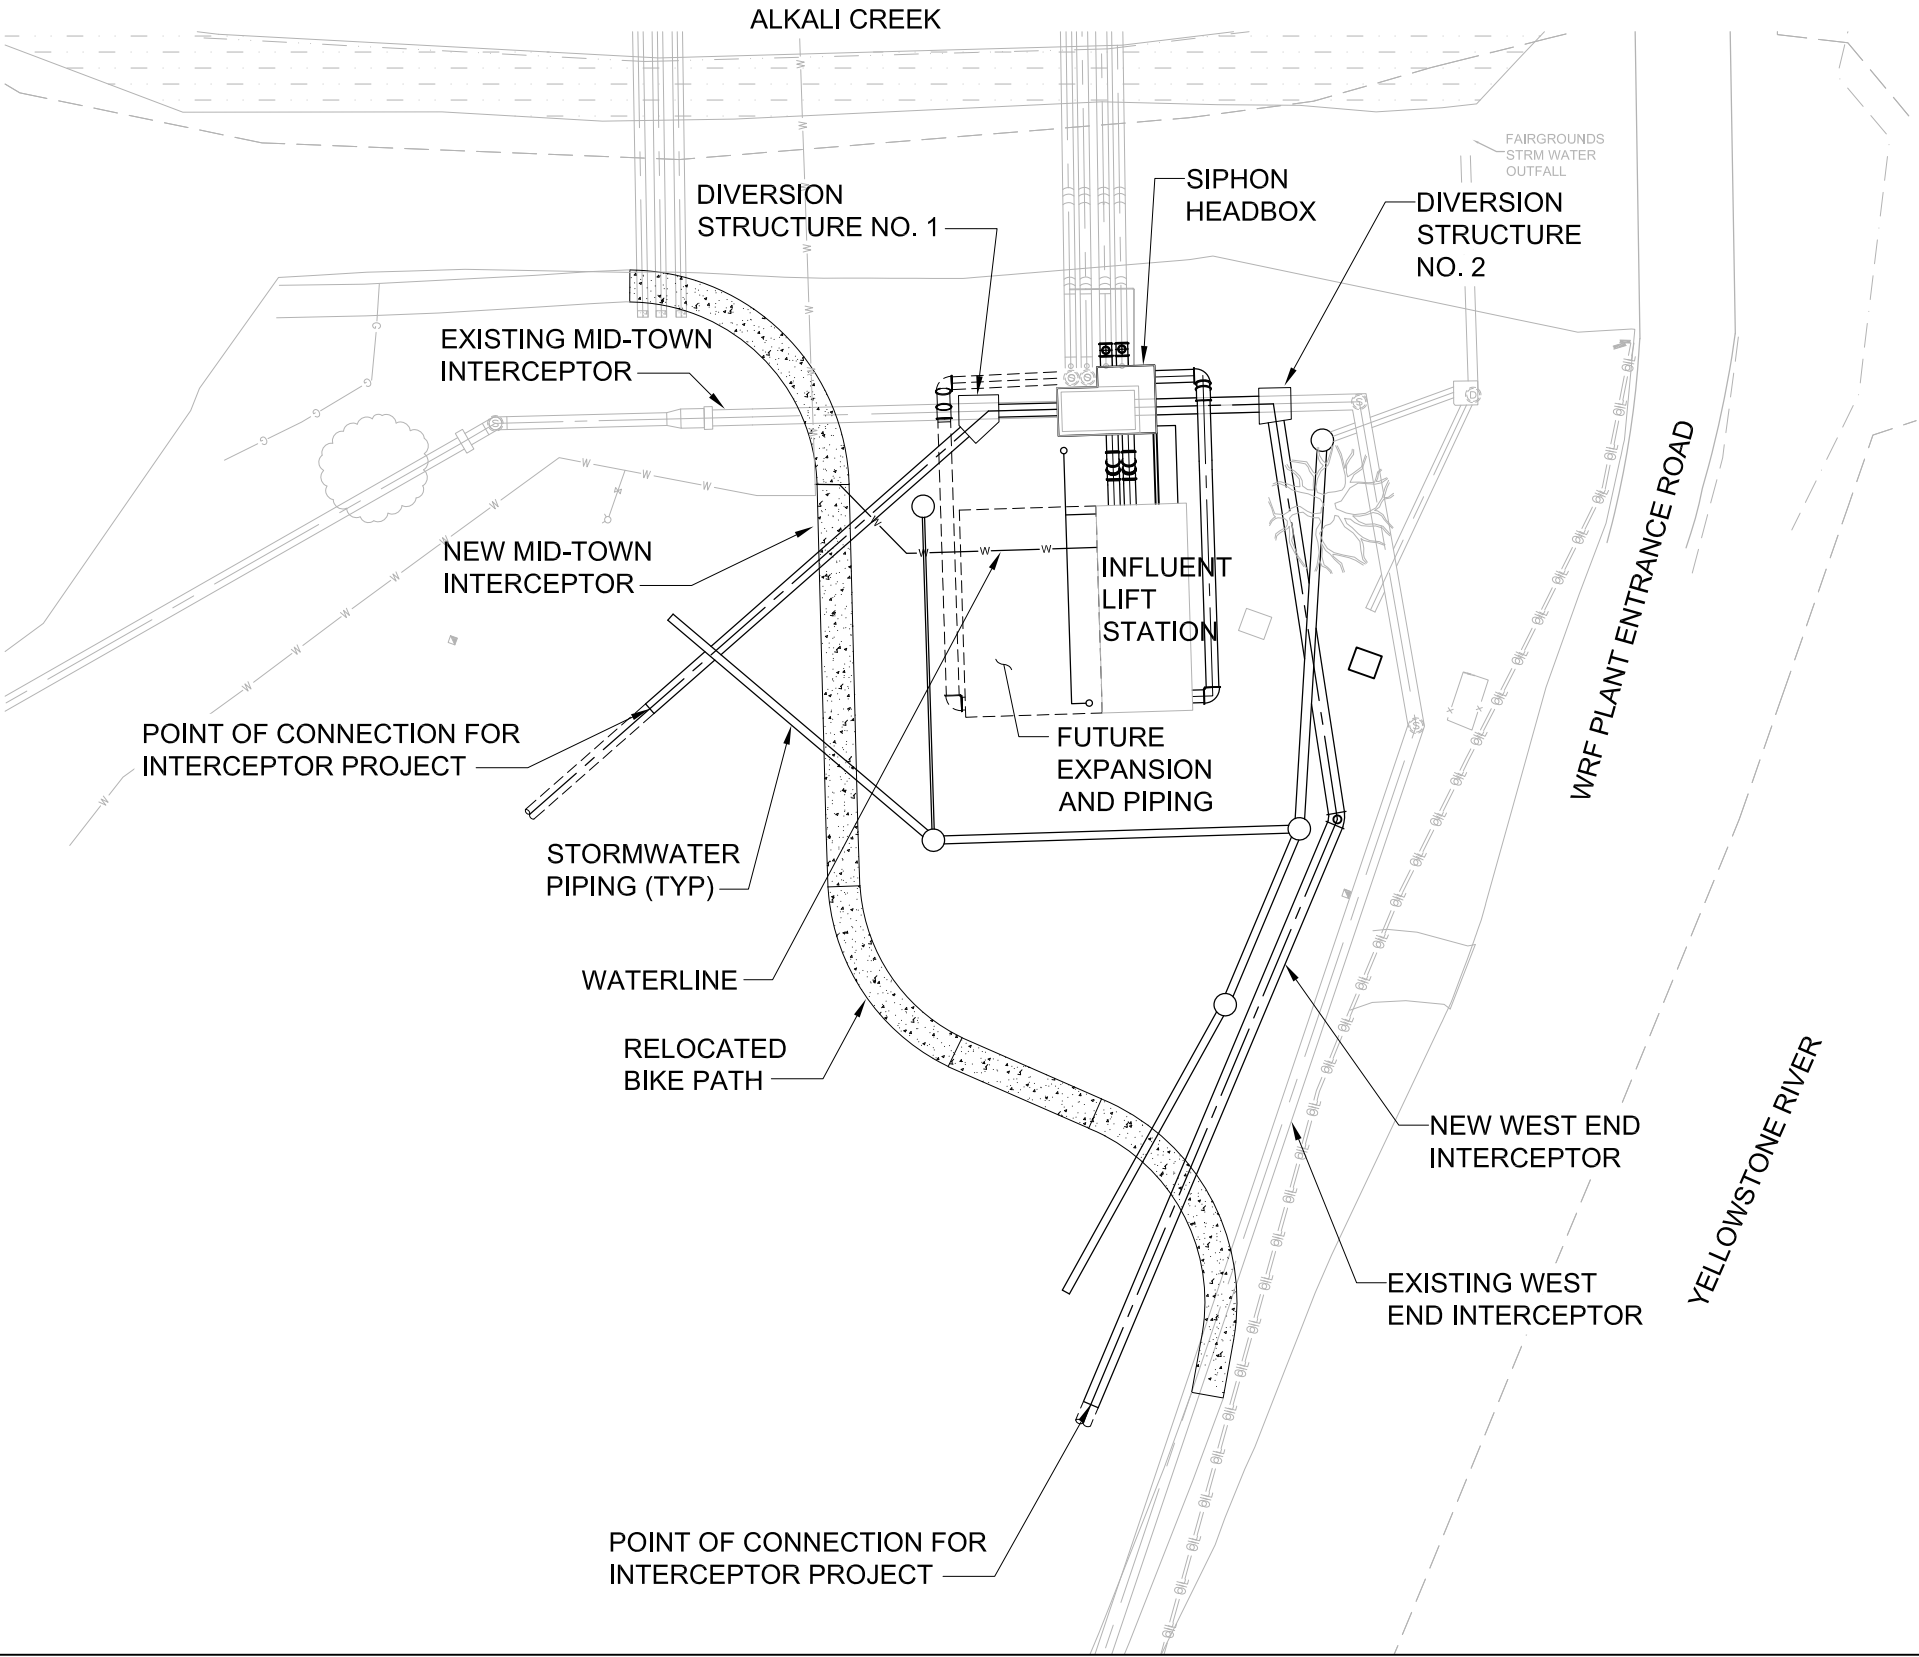 ALKALI CREEK
FAIRGROUNDS
STRM WATER
OUTFALL
DIVERSION
STRUCTURE NO. 1
SIPHON
HEADBOX
DIVERSION
STRUCTURE
NO. 2
EXISTING MID-TOWN
INTERCEPTOR
NEW MID-TOWN
INTERCEPTOR
INFLUENT
LIFT
STATION
WRF PLANT ENTRANCE ROAD
POINT OF CONNECTION FOR
INTERCEPTOR PROJECT
FUTURE
EXPANSION
AND PIPING
STORMWATER
PIPING (TYP)
WATERLINE
RELOCATED
BIKE PATH
NEW WEST END
INTERCEPTOR
YELLOWSTONE RIVER
EXISTING WEST
END INTERCEPTOR
POINT OF CONNECTION FOR
INTERCEPTOR PROJECT